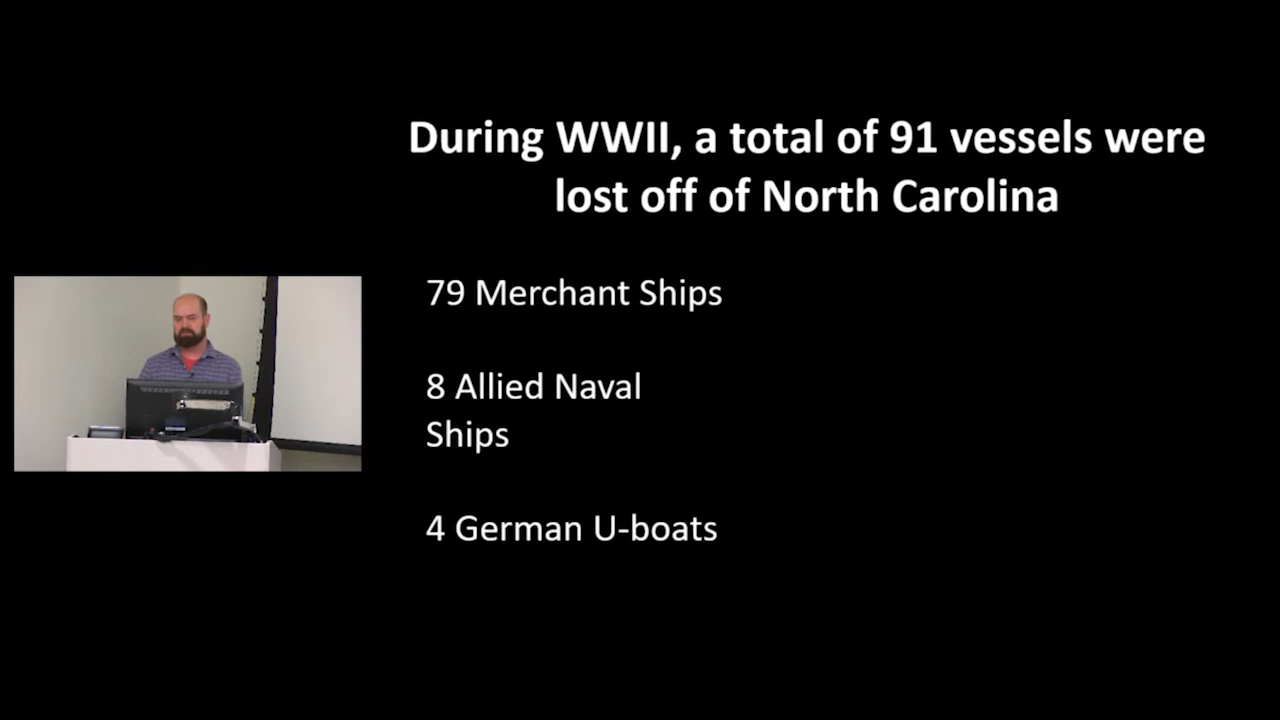 During WWII, a total of 91 vessels were
lost off of North Carolina
79 Merchant Ships
8 Allied Naval
Ships
4 German U-boats